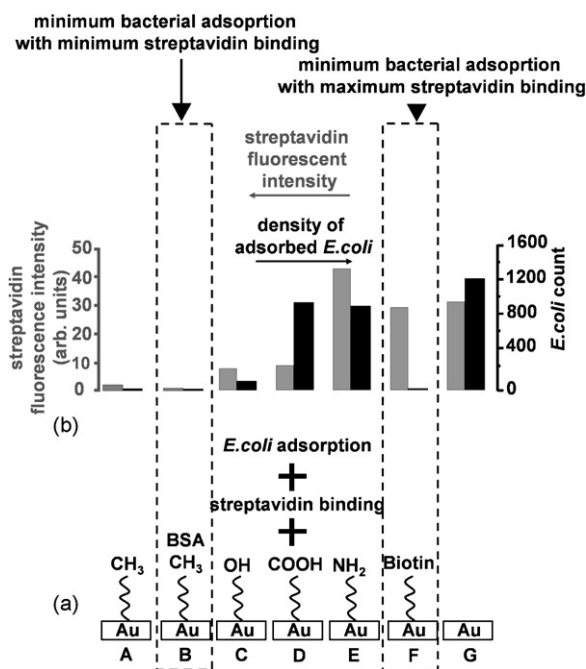 minimum bacterial adsoprtion
with minimum streptavidin binding
minimum bacterial adsoprtion
with maximum streptavidin binding
streptavidin
fluorescent
intensity
density of
adsorbed E.coli
streptavidin
fluorescence intensity
(arb. units)
50
40
30
20
10
0
1600
1200
800
400
0
E.coli count
(b)
E.coli adsorption
+
streptavidin binding
+
BSA
CH₃ CH₃ OH COOH NH₂ Biotin
(a)
Au Au Au Au Au Au Au
A B C D E F G